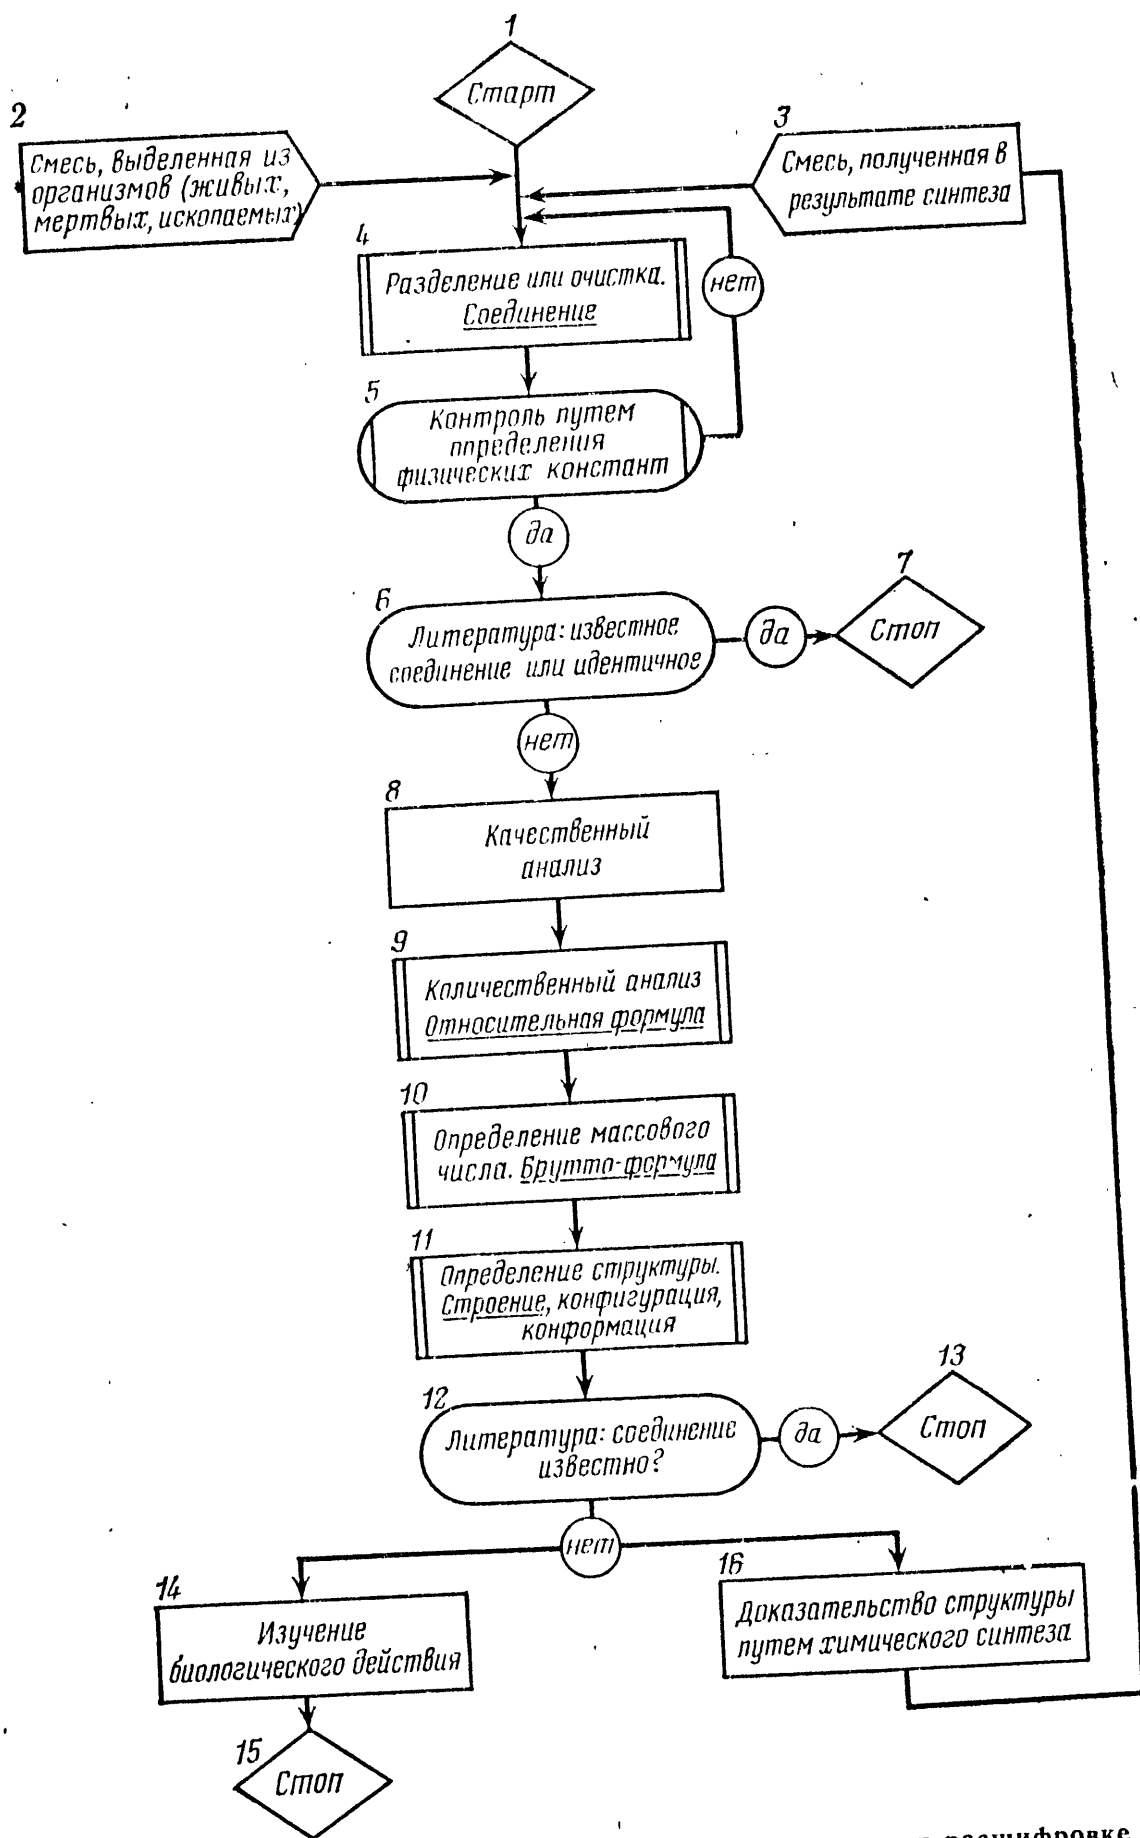 1
Старт
2
Смесь, выделенная из
организмов (живых,
мертвых, ископаемых)
3
Смесь, полученная в
результате синтеза
4
Разделение или очистка.
Соединение
нет
5
Контроль путем
определения
физических констант
да
6
Литература: известное
соединение или идентичное
да
7
Стоп
нет
8
Качественный
анализ
9
Количественный анализ
Относительная формула
10
Определение массового
числа. Брутто-формула
11
Определение структуры.
Строение, конфигурация,
конформация
12
Литература: соединение
известно?
да
13
Стоп
нет
14
Изучение
биологического действия
15
Стоп
16
Доказательство структуры
путем химического синтеза
расшифровке